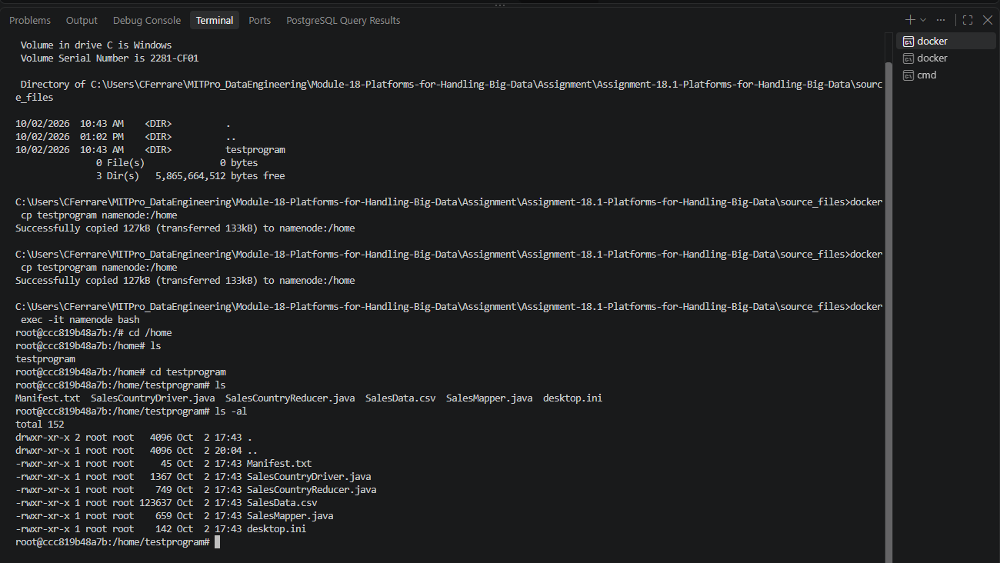 Problems Output Debug Console Terminal Ports PostgreSQL Query Results
docker
docker
cmd
Volume in drive C is Windows
Volume Serial Number is 2281-CF01
Directory of C:\Users\CFerrare\MITPro_DataEngineering\Module-18-Platforms-for-Handling-Big-Data\Assignment\Assignment-18.1-Platforms-for-Handling-Big-Data\sourc
e_files
10/02/2026  10:43 AM    <DIR>          .
10/02/2026  01:02 PM    <DIR>          ..
10/02/2026  10:43 AM    <DIR>          testprogram
0 File(s)              0 bytes
3 Dir(s)   5,865,664,512 bytes free
C:\Users\CFerrare\MITPro_DataEngineering\Module-18-Platforms-for-Handling-Big-Data\Assignment\Assignment-18.1-Platforms-for-Handling-Big-Data\source_files>docker
cp testprogram namenode:/home
Successfully copied 127kB (transferred 133kB) to namenode:/home
C:\Users\CFerrare\MITPro_DataEngineering\Module-18-Platforms-for-Handling-Big-Data\Assignment\Assignment-18.1-Platforms-for-Handling-Big-Data\source_files>docker
cp testprogram namenode:/home
Successfully copied 127kB (transferred 133kB) to namenode:/home
C:\Users\CFerrare\MITPro_DataEngineering\Module-18-Platforms-for-Handling-Big-Data\Assignment\Assignment-18.1-Platforms-for-Handling-Big-Data\source_files>docker
exec -it namenode bash
root@ccc819b48a7b:/# cd /home
root@ccc819b48a7b:/home# ls
testprogram
root@ccc819b48a7b:/home# cd testprogram
root@ccc819b48a7b:/home/testprogram# ls
Manifest.txt  SalesCountryDriver.java  SalesCountryReducer.java  SalesData.csv  SalesMapper.java  desktop.ini
root@ccc819b48a7b:/home/testprogram# ls -al
total 152
drwxr-xr-x 2 root root   4096 Oct  2 17:43 .
drwxr-xr-x 1 root root   4096 Oct  2 20:04 ..
-rwxr-xr-x 1 root root     45 Oct  2 17:43 Manifest.txt
-rwxr-xr-x 1 root root   1367 Oct  2 17:43 SalesCountryDriver.java
-rwxr-xr-x 1 root root    749 Oct  2 17:43 SalesCountryReducer.java
-rwxr-xr-x 1 root root 123637 Oct  2 17:43 SalesData.csv
-rwxr-xr-x 1 root root    659 Oct  2 17:43 SalesMapper.java
-rwxr-xr-x 1 root root    142 Oct  2 17:43 desktop.ini
root@ccc819b48a7b:/home/testprogram#